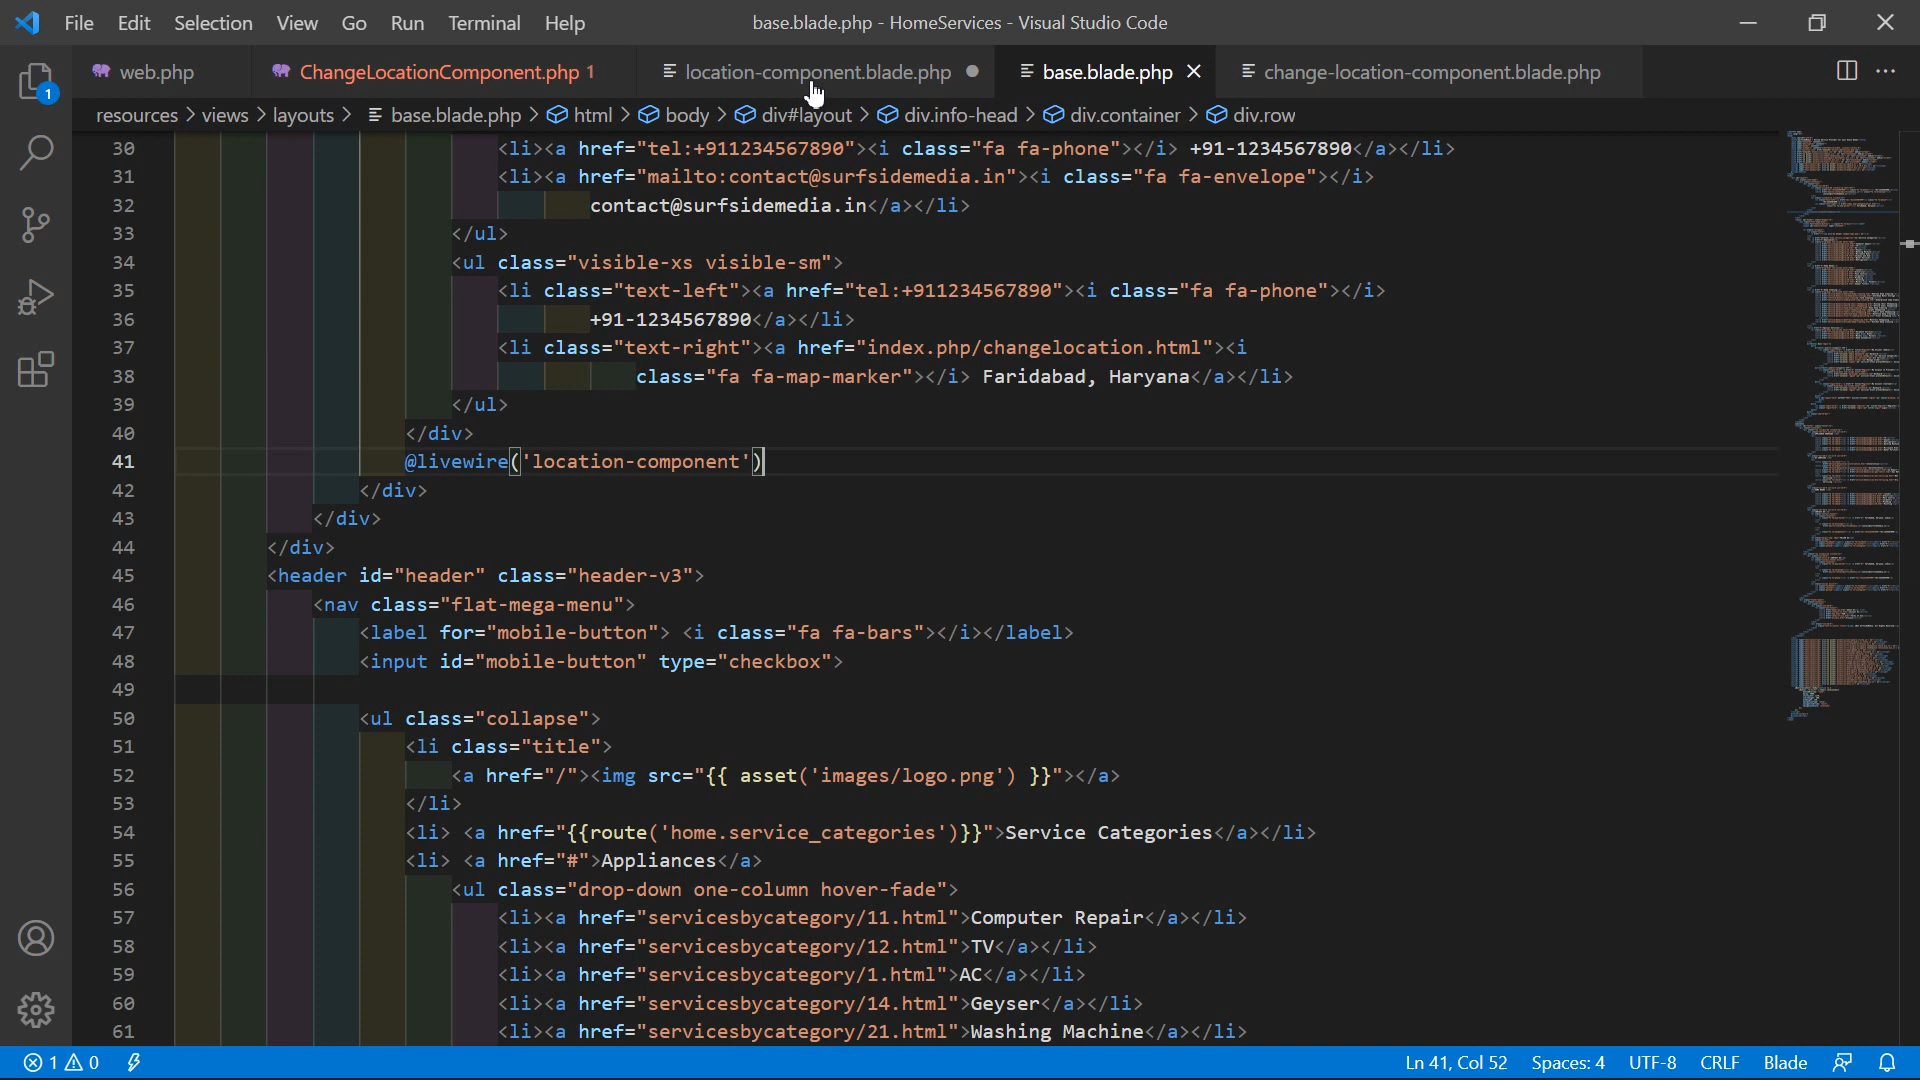 File Edit Selection View Go Run Terminal Help base.blade.php - HomeServices - Visual Studio Code
web.php ChangeLocationComponent.php 1 location-component.blade.php base.blade.php change-location-component.blade.php
resources > views > layouts > base.blade.php > html > body > div#layout > div.info-head > div.container > div.row
1
30 <li><a href="tel:+911234567890"><i class="fa fa-phone"></i> +91-1234567890</a></li>
31 <li><a href="mailto:contact@surfsidemedia.in"><i class="fa fa-envelope"></i>
32 contact@surfsidemedia.in</a></li>
33 </ul>
34 <ul class="visible-xs visible-sm">
35 <li class="text-left"><a href="tel:+911234567890"><i class="fa fa-phone"></i>
36 +91-1234567890</a></li>
37 <li class="text-right"><a href="index.php/changelocation.html"><i
38 class="fa fa-map-marker"></i> Faridabad, Haryana</a></li>
39 </ul>
40 </div>
41 @livewire('location-component')
42 </div>
43 </div>
44 </div>
45 <header id="header" class="header-v3">
46 <nav class="flat-mega-menu">
47 <label for="mobile-button"> <i class="fa fa-bars"></i></label>
48 <input id="mobile-button" type="checkbox">
49
50 <ul class="collapse">
51 <li class="title">
52 <a href="/"><img src="{{ asset('images/logo.png') }}"></a>
53 </li>
54 <li> <a href="{{route('home.service_categories')}}">Service Categories</a></li>
55 <li> <a href="#">Appliances</a>
56 <ul class="drop-down one-column hover-fade">
57 <li><a href="servicesbycategory/11.html">Computer Repair</a></li>
58 <li><a href="servicesbycategory/12.html">TV</a></li>
59 <li><a href="servicesbycategory/1.html">AC</a></li>
60 <li><a href="servicesbycategory/14.html">Geyser</a></li>
61 <li><a href="servicesbycategory/21.html">Washing Machine</a></li>
1 0 Ln 41, Col 52 Spaces: 4 UTF-8 CRLF Blade